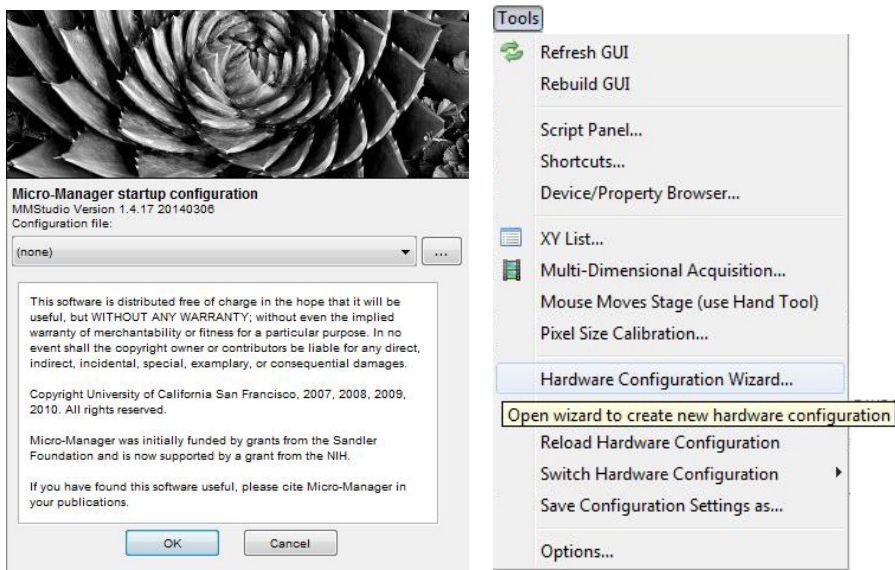 Micro-Manager startup configuration
MMStudio Version 1.4.17 20140306
Configuration file:
(none)
...
This software is distributed free of charge in the hope that it will be
useful, but WITHOUT ANY WARRANTY; without even the implied
warranty of merchantability or fitness for a particular purpose. In no
event shall the copyright owner or contributors be liable for any direct,
indirect, incidental, special, examplary, or consequential damages.
Copyright University of California San Francisco, 2007, 2008, 2009,
2010. All rights reserved.
Micro-Manager was initially funded by grants from the Sandler
Foundation and is now supported by a grant from the NIH.
If you have found this software useful, please cite Micro-Manager in
your publications.
OK
Cancel
Tools
Refresh GUI
Rebuild GUI
Script Panel...
Shortcuts...
Device/Property Browser...
XY List...
Multi-Dimensional Acquisition...
Mouse Moves Stage (use Hand Tool)
Pixel Size Calibration...
Hardware Configuration Wizard...
Open wizard to create new hardware configuration
Reload Hardware Configuration
Switch Hardware Configuration
Save Configuration Settings as...
Options...